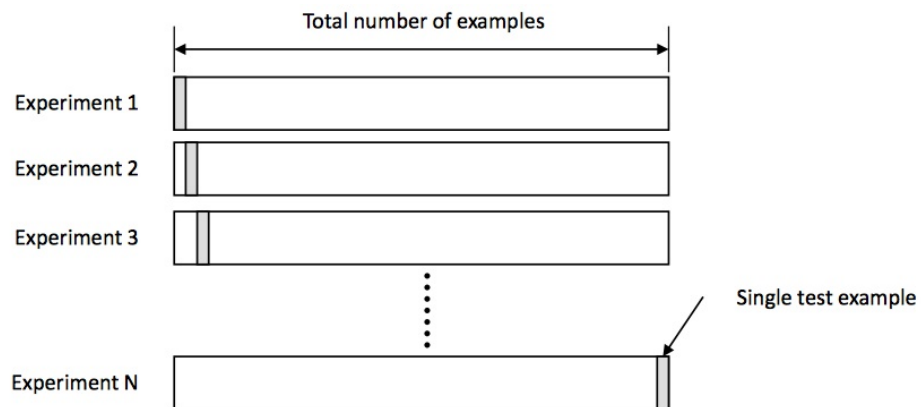 Total number of examples
Experiment 1
Experiment 2
Experiment 3
Single test example
Experiment N